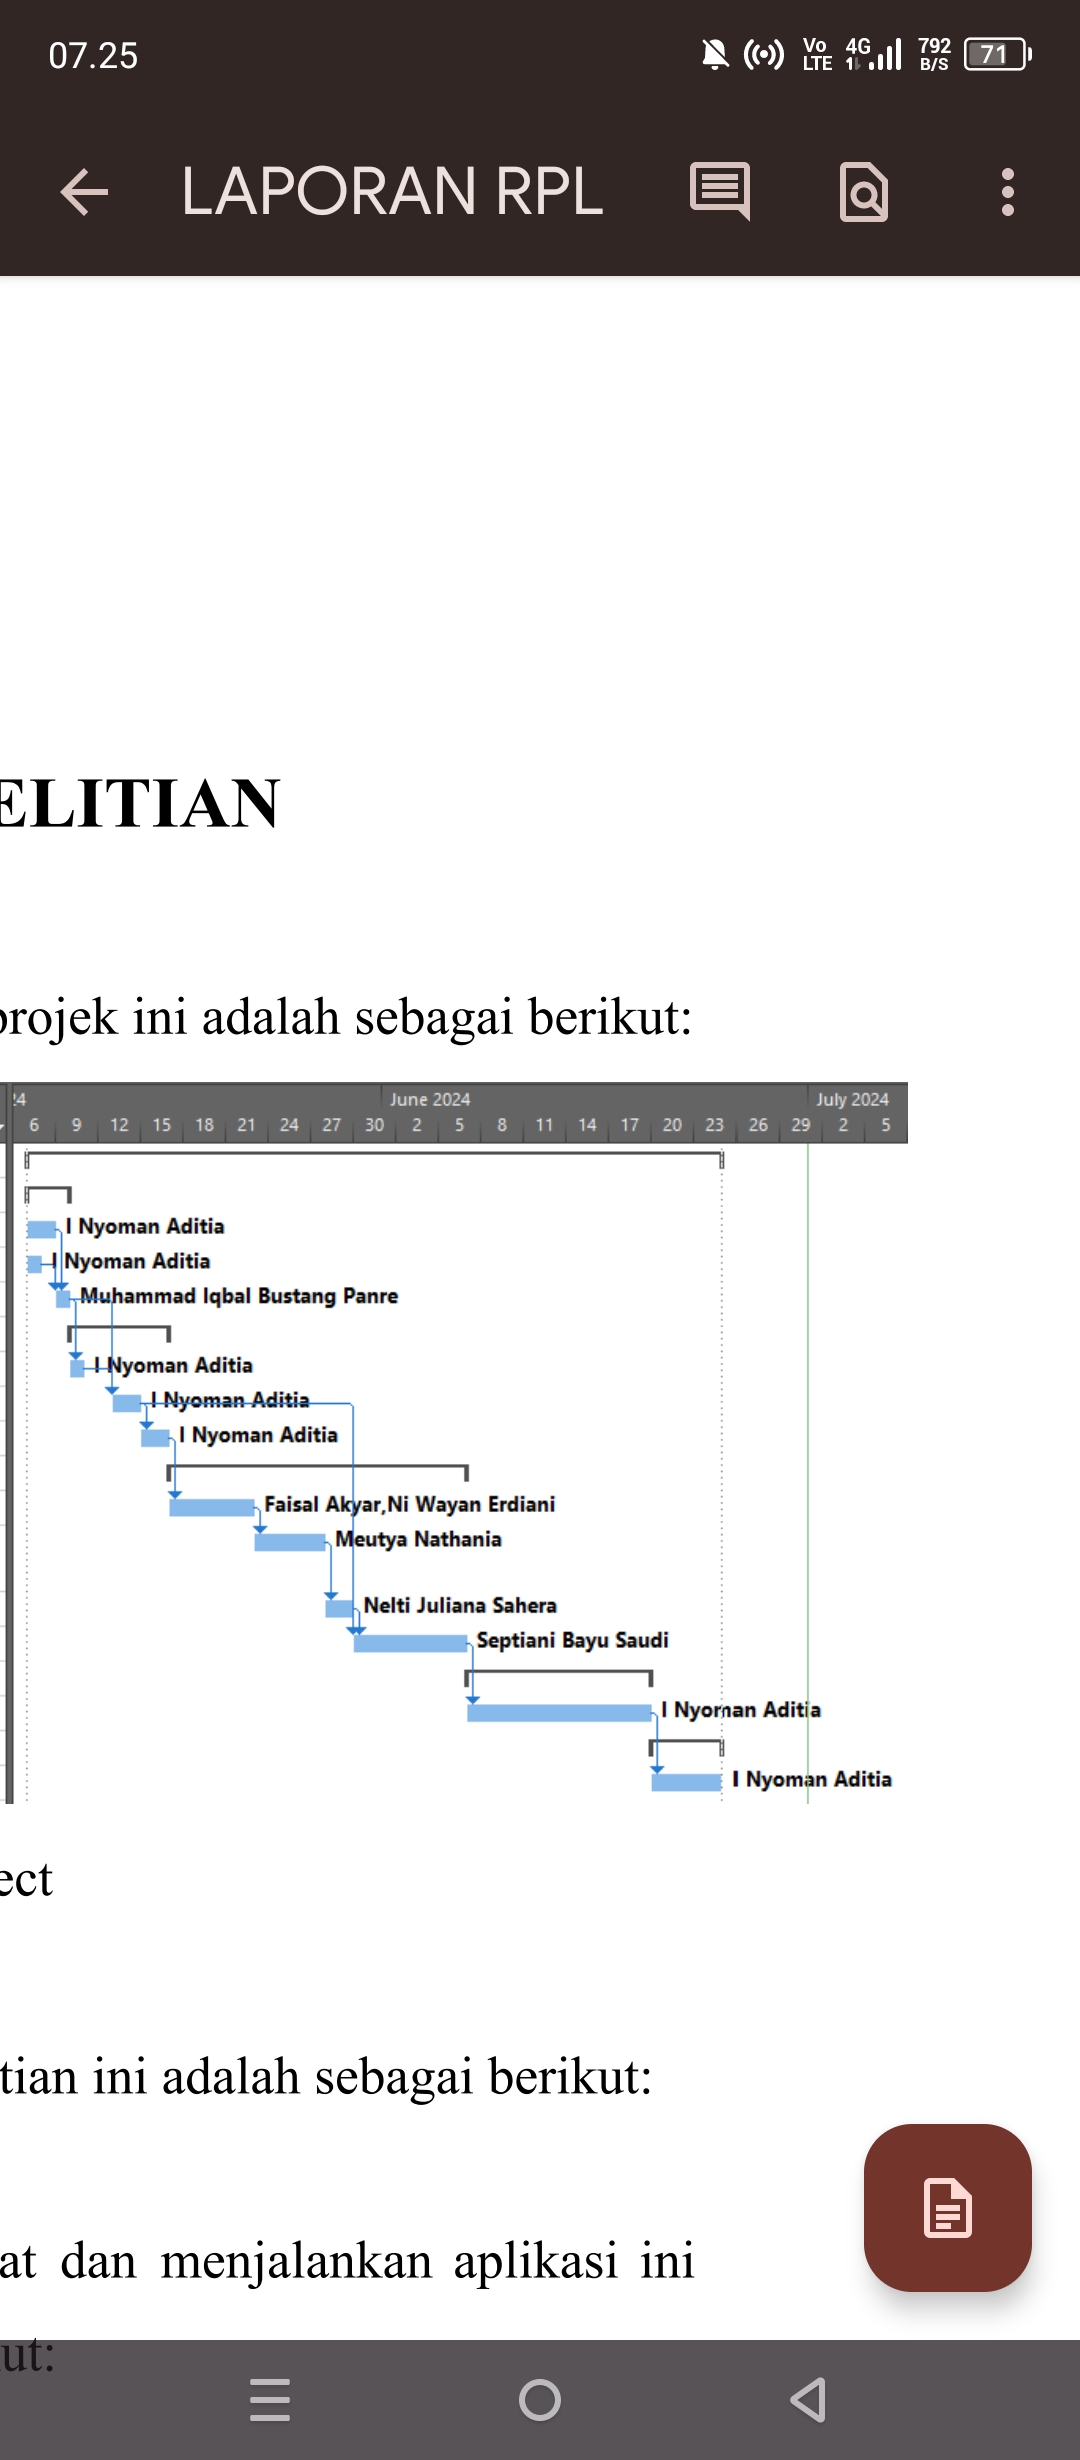 07.25
Vo LTE 4G 792 B/S 71
LAPORAN RPL
ELITIAN
projek ini adalah sebagai berikut:
24 June 2024 July 2024
6 9 12 15 18 21 24 27 30 2 5 8 11 14 17 20 23 26 29 2 5
I Nyoman Aditia
I Nyoman Aditia
Muhammad Iqbal Bustang Panre
I Nyoman Aditia
I Nyoman Aditia
I Nyoman Aditia
Faisal Akyar,Ni Wayan Erdiani
Meutya Nathania
Nelti Juliana Sahera
Septiani Bayu Saudi
I Nyoman Aditia
I Nyoman Aditia
ect
tian ini adalah sebagai berikut:
at dan menjalankan aplikasi ini
ut: